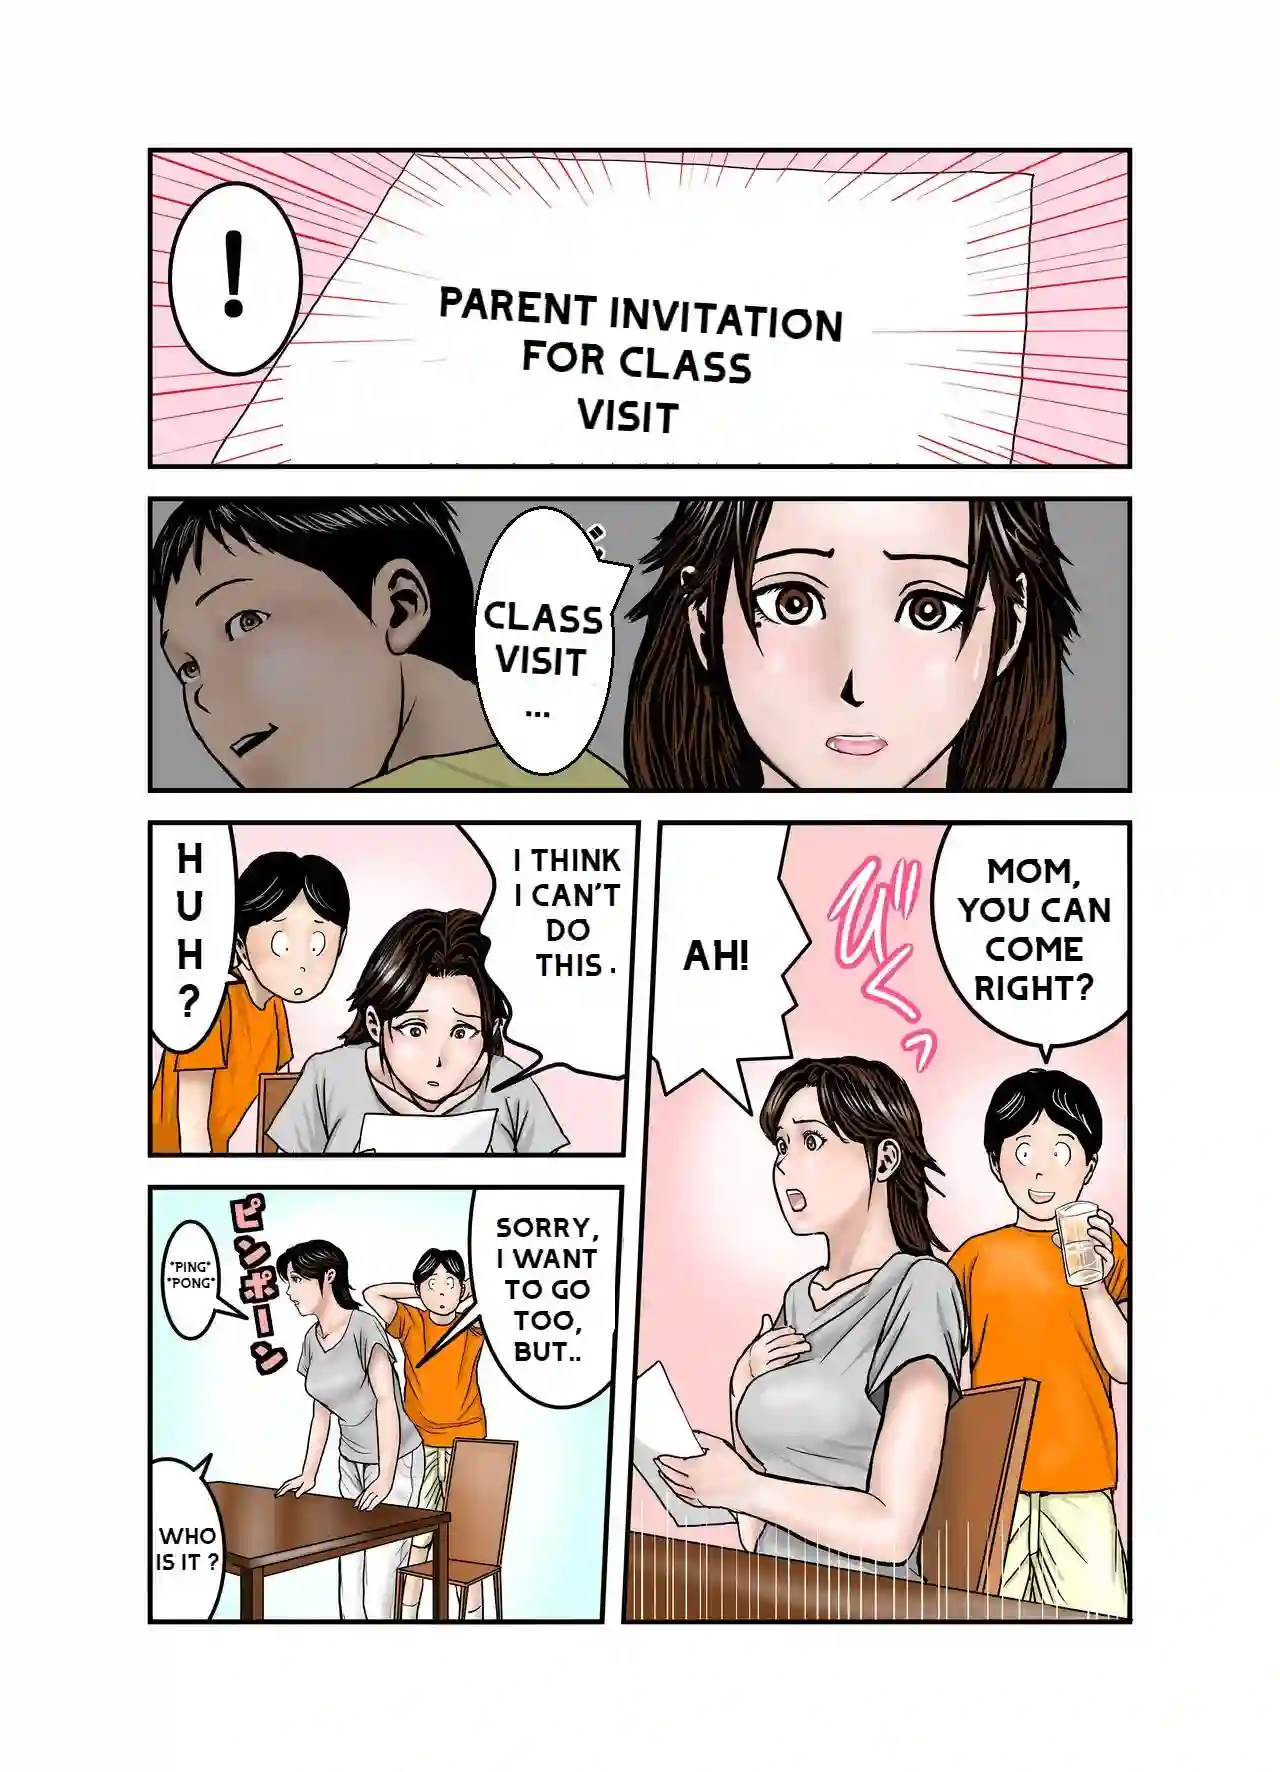 !
PARENT INVITATION
FOR CLASS
VISIT
CLASS
VISIT
...
MOM,
YOU CAN
COME
RIGHT?
びくっ
AH!
I THINK
I CAN'T
DO
THIS .
H
U
H
?
SORRY,
I WANT
TO GO
TOO,
BUT..
ピンポーン
*PING*
*PONG*
WHO
IS IT ?